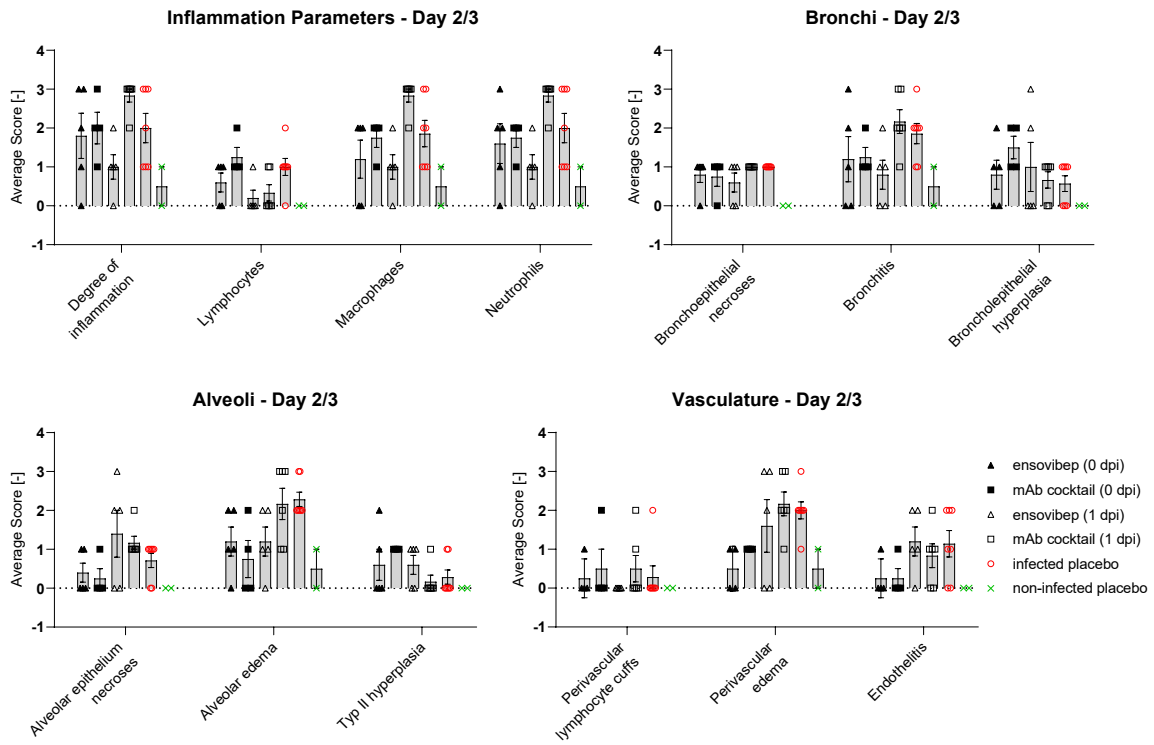 Inflammation Parameters - Day 2/3
Average Score [-]
4
3
2
1
0
-1
Degree of
inflammation
Lymphocytes
Macrophages
Neutrophils
Bronchi - Day 2/3
Average Score [-]
4
3
2
1
0
-1
Bronchoepithelial
necroses
Bronchitis
Broncholepithelial
hyperplasia
Alveoli - Day 2/3
Average Score [-]
4
3
2
1
0
-1
Alveolar epithelium
necroses
Alveolar edema
Typ II hyperplasia
Vasculature - Day 2/3
Average Score [-]
4
3
2
1
0
-1
Perivascular
lymphocyte cuffs
Perivascular
edema
Endothelitis
ensovibep (0 dpi)
mAb cocktail (0 dpi)
ensovibep (1 dpi)
mAb cocktail (1 dpi)
infected placebo
non-infected placebo